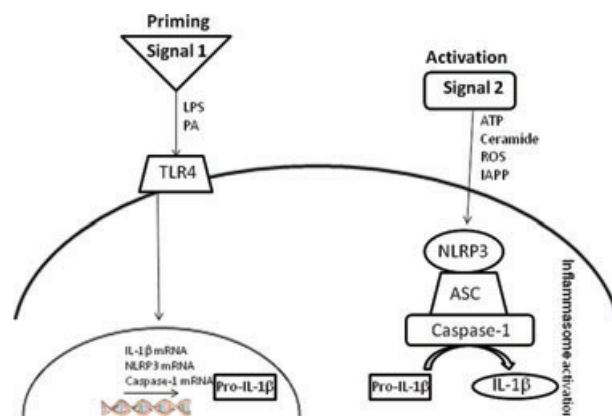 Priming
Signal 1
LPS
PA
TLR4
IL-1β mRNA
NLRP3 mRNA
Caspase-1 mRNA
Pro-IL-1β
Activation
Signal 2
ATP
Ceramide
ROS
IAPP
NLRP3
ASC
Caspase-1
Pro-IL-1β
IL-1β
Inflammasome activation